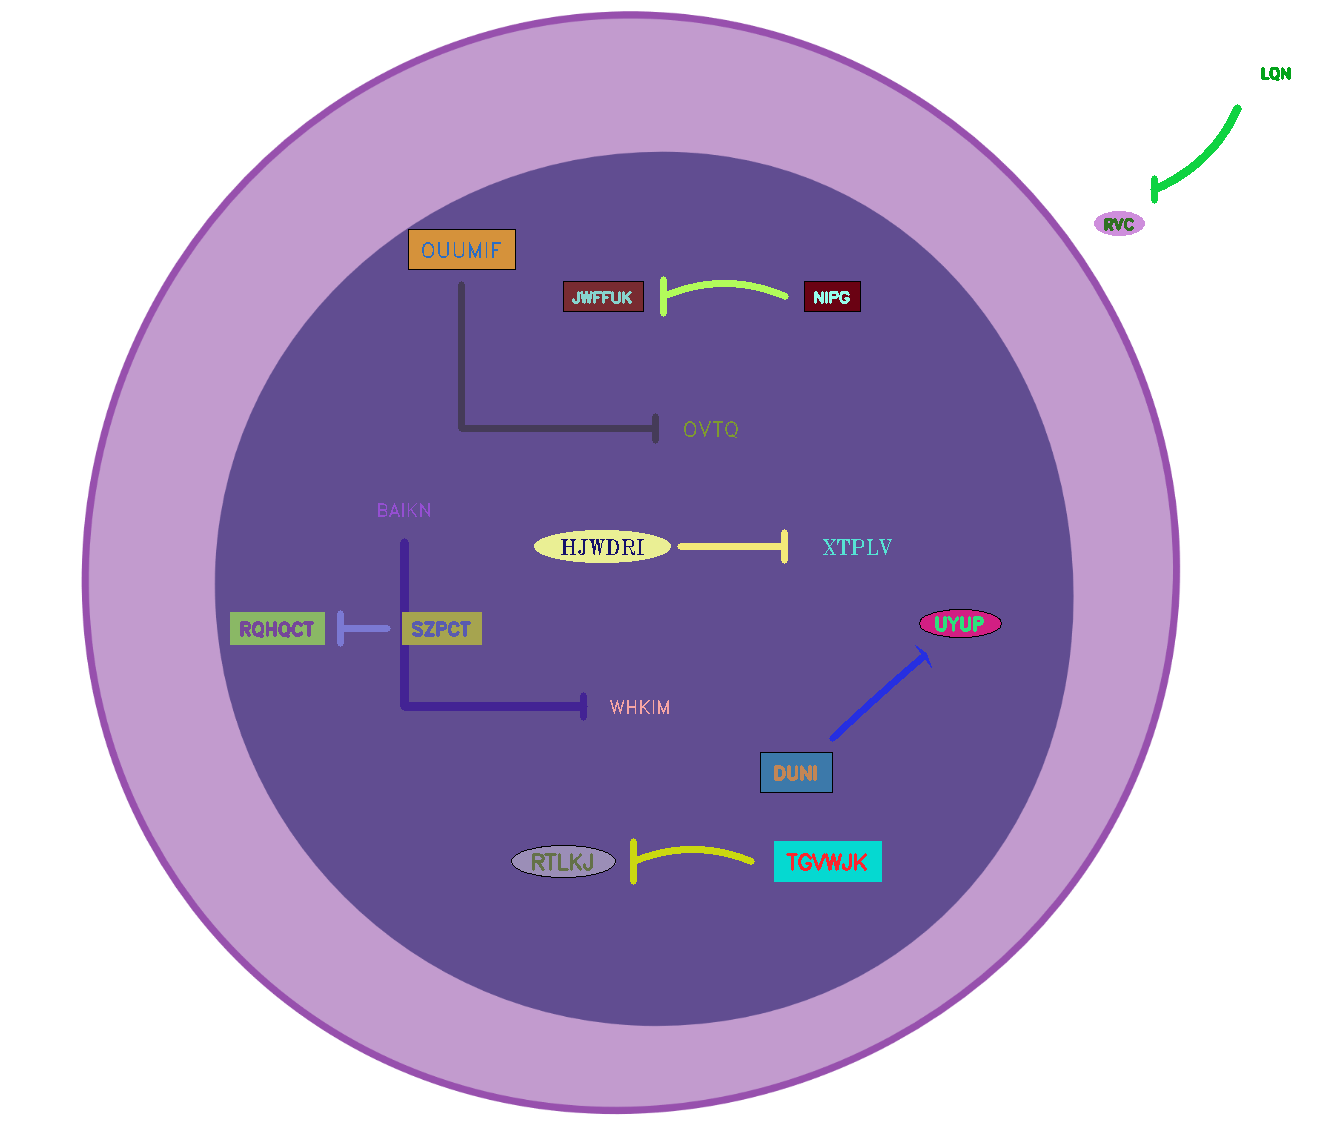 LQN
RVC
OUUMIF
JWFFUK
NIPG
OVTQ
BAIKN
HJWDRI
XTPLV
RQHQCT
SZPCT
UYUP
WHKIM
DUNI
RTLKJ
TGVWJK